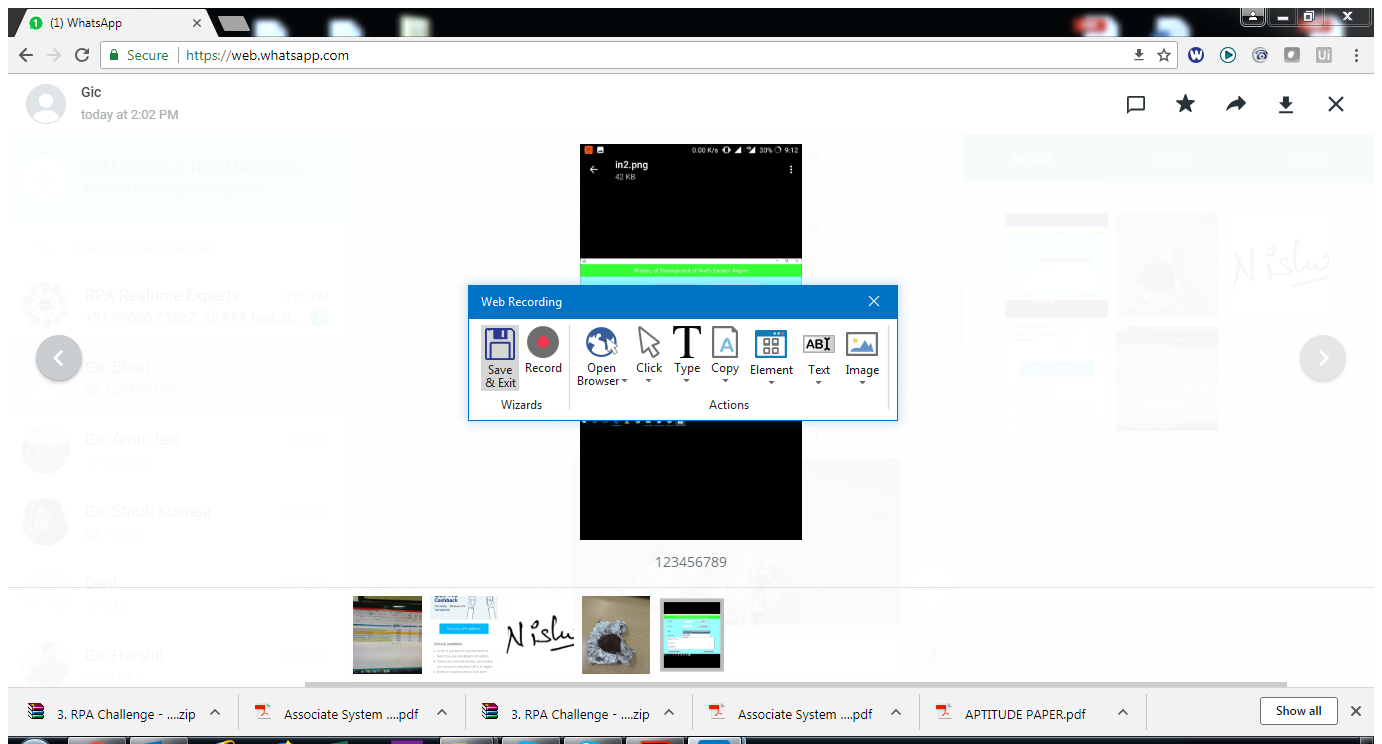 (1) WhatsApp
Secure
https://web.whatsapp.com
Gic
today at 2:02 PM
Get Notified of New Messages
Turn on desktop notifications
MEDIA
RPA Realtime Experts
2:09 PM
+91 99536 73987: All RPA tool, B...
Gic Bhrat
123456789
Gic Amit Jain
Gic Shruti Kukreja
Photo
Gic Harshit
0.00 K/s
30%
9:12
in2.png
42 KB
Ministry of Development of North Eastern Region
Web Recording
Save & Exit
Record
Open Browser
Click
Type
Copy
Element
Text
Image
Wizards
Actions
123456789
Cashback
Nishu
3. RPA Challenge - ....zip
Associate System ....pdf
3. RPA Challenge - ....zip
Associate System ....pdf
APTITUDE PAPER.pdf
Show all